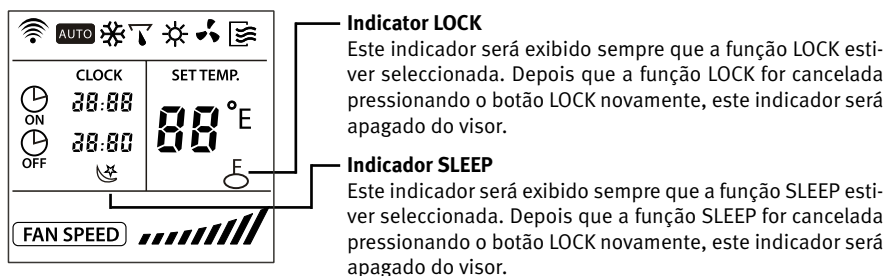 AUTO
CLOCK
SET TEMP.
ON
88:88
88°E
OFF
88:80
FAN SPEED
Indicator LOCK
Este indicador será exibido sempre que a função LOCK esti-
ver seleccionada. Depois que a função LOCK for cancelada
pressionando o botão LOCK novamente, este indicador será
apagado do visor.
Indicador SLEEP
Este indicador será exibido sempre que a função SLEEP esti-
ver seleccionada. Depois que a função SLEEP for cancelada
pressionando o botão LOCK novamente, este indicador será
apagado do visor.